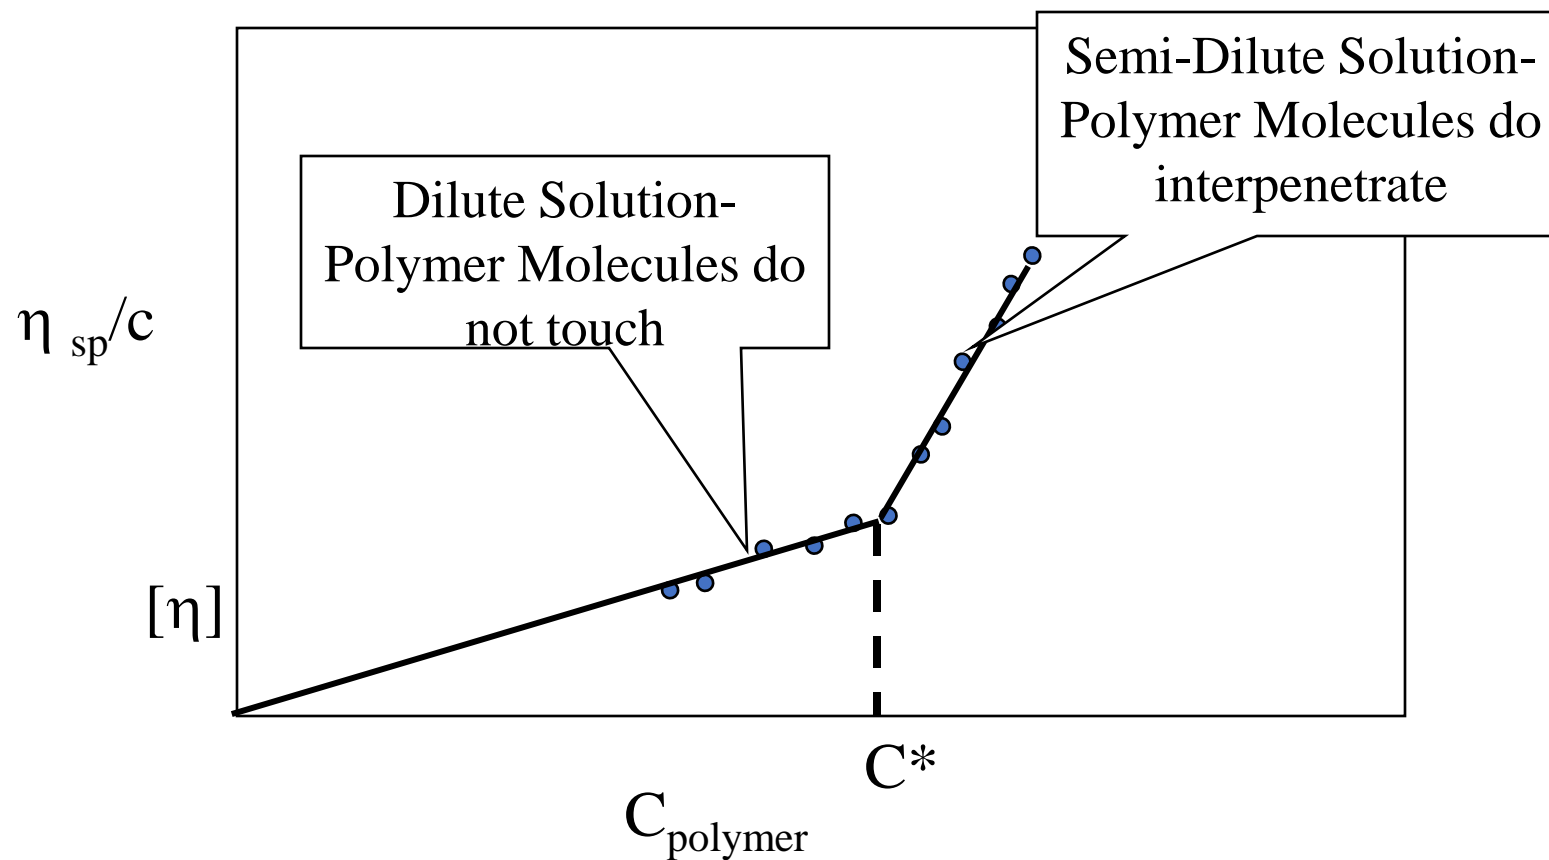 Semi-Dilute Solution-
Polymer Molecules do
interpenetrate
Dilute Solution-
Polymer Molecules do
not touch
η sp/c
[η]
C*
Cpolymer